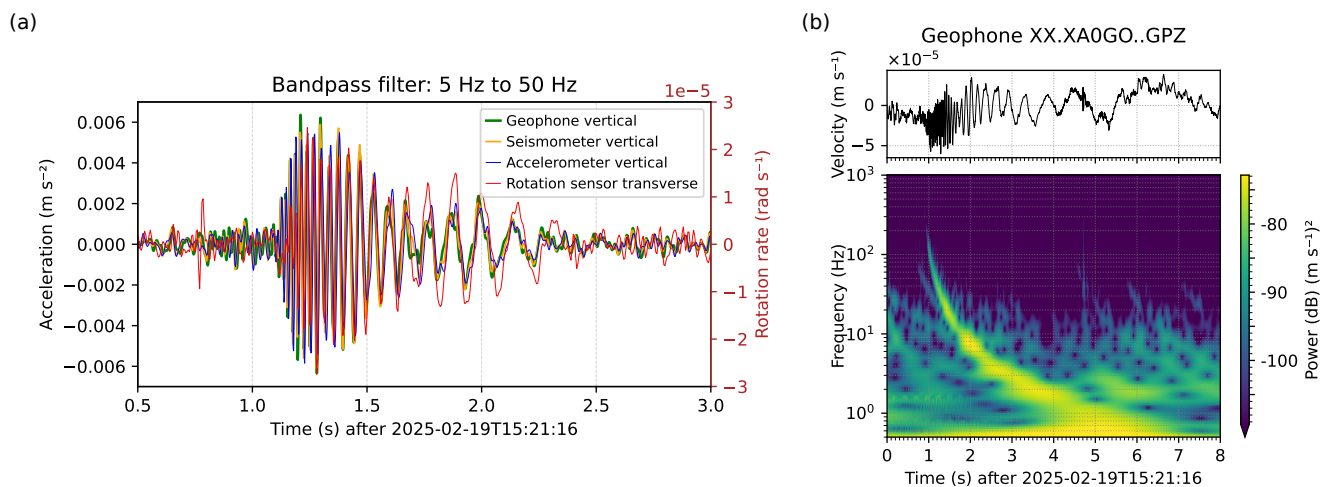 (a)
Bandpass filter: 5 Hz to 50 Hz
1e−5
Geophone vertical
Seismometer vertical
Accelerometer vertical
Rotation sensor transverse
Acceleration (m s⁻²)
0.006
0.004
0.002
0.000
−0.002
−0.004
−0.006
3
2
1
0
−1
−2
−3
Rotation rate (rad s⁻¹)
0.5 1.0 1.5 2.0 2.5 3.0
Time (s) after 2025-02-19T15:21:16
(b)
Geophone XX.XA0GO..GPZ
×10⁻⁵
Velocity (m s⁻¹)
0
−5
Frequency (Hz)
10³
10²
10¹
10⁰
0 1 2 3 4 5 6 7 8
Time (s) after 2025-02-19T15:21:16
-80
-90
-100
Power (dB) (m s⁻¹)²